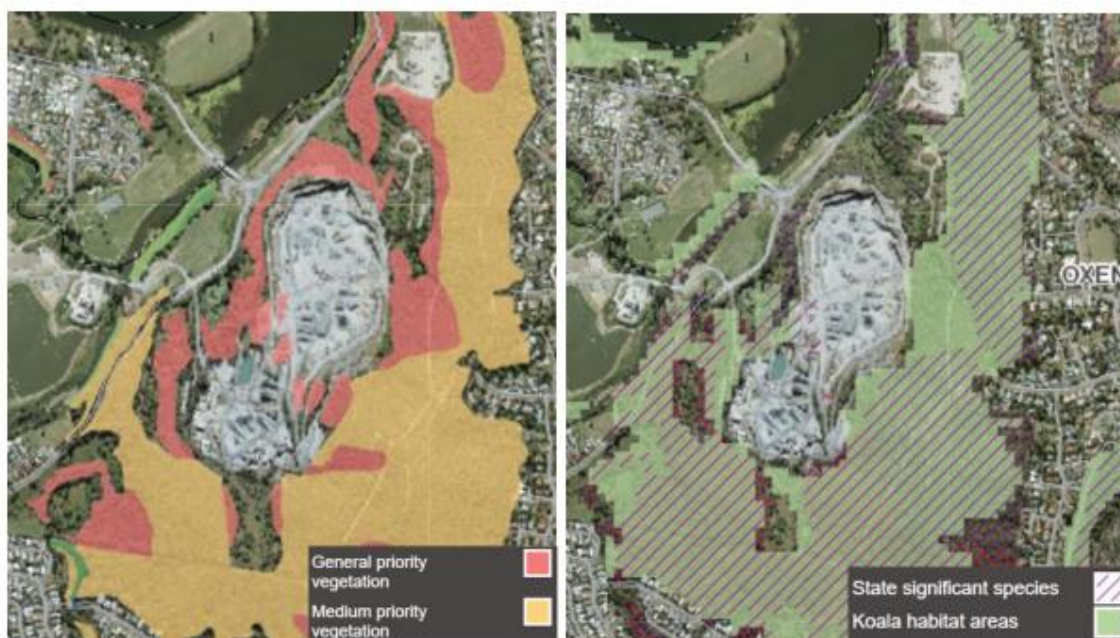 OXEN
General priority
vegetation
Medium priority
vegetation
State significant species
Koala habitat areas